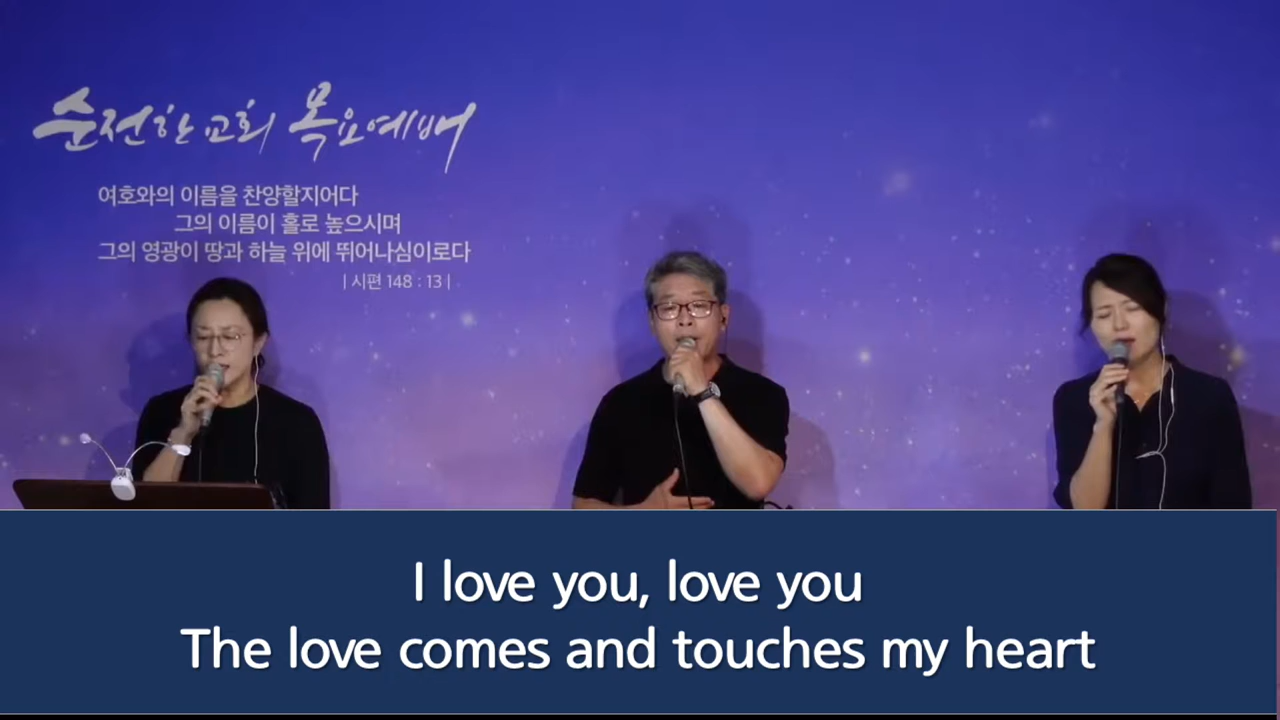 순전한 교회 목요예배
여호와의 이름을 찬양할지어다
그의 이름이 홀로 높으시며
그의 영광이 땅과 하늘 위에 뛰어나심이로다
| 시편 148 : 13 |
I love you, love you
The love comes and touches my heart